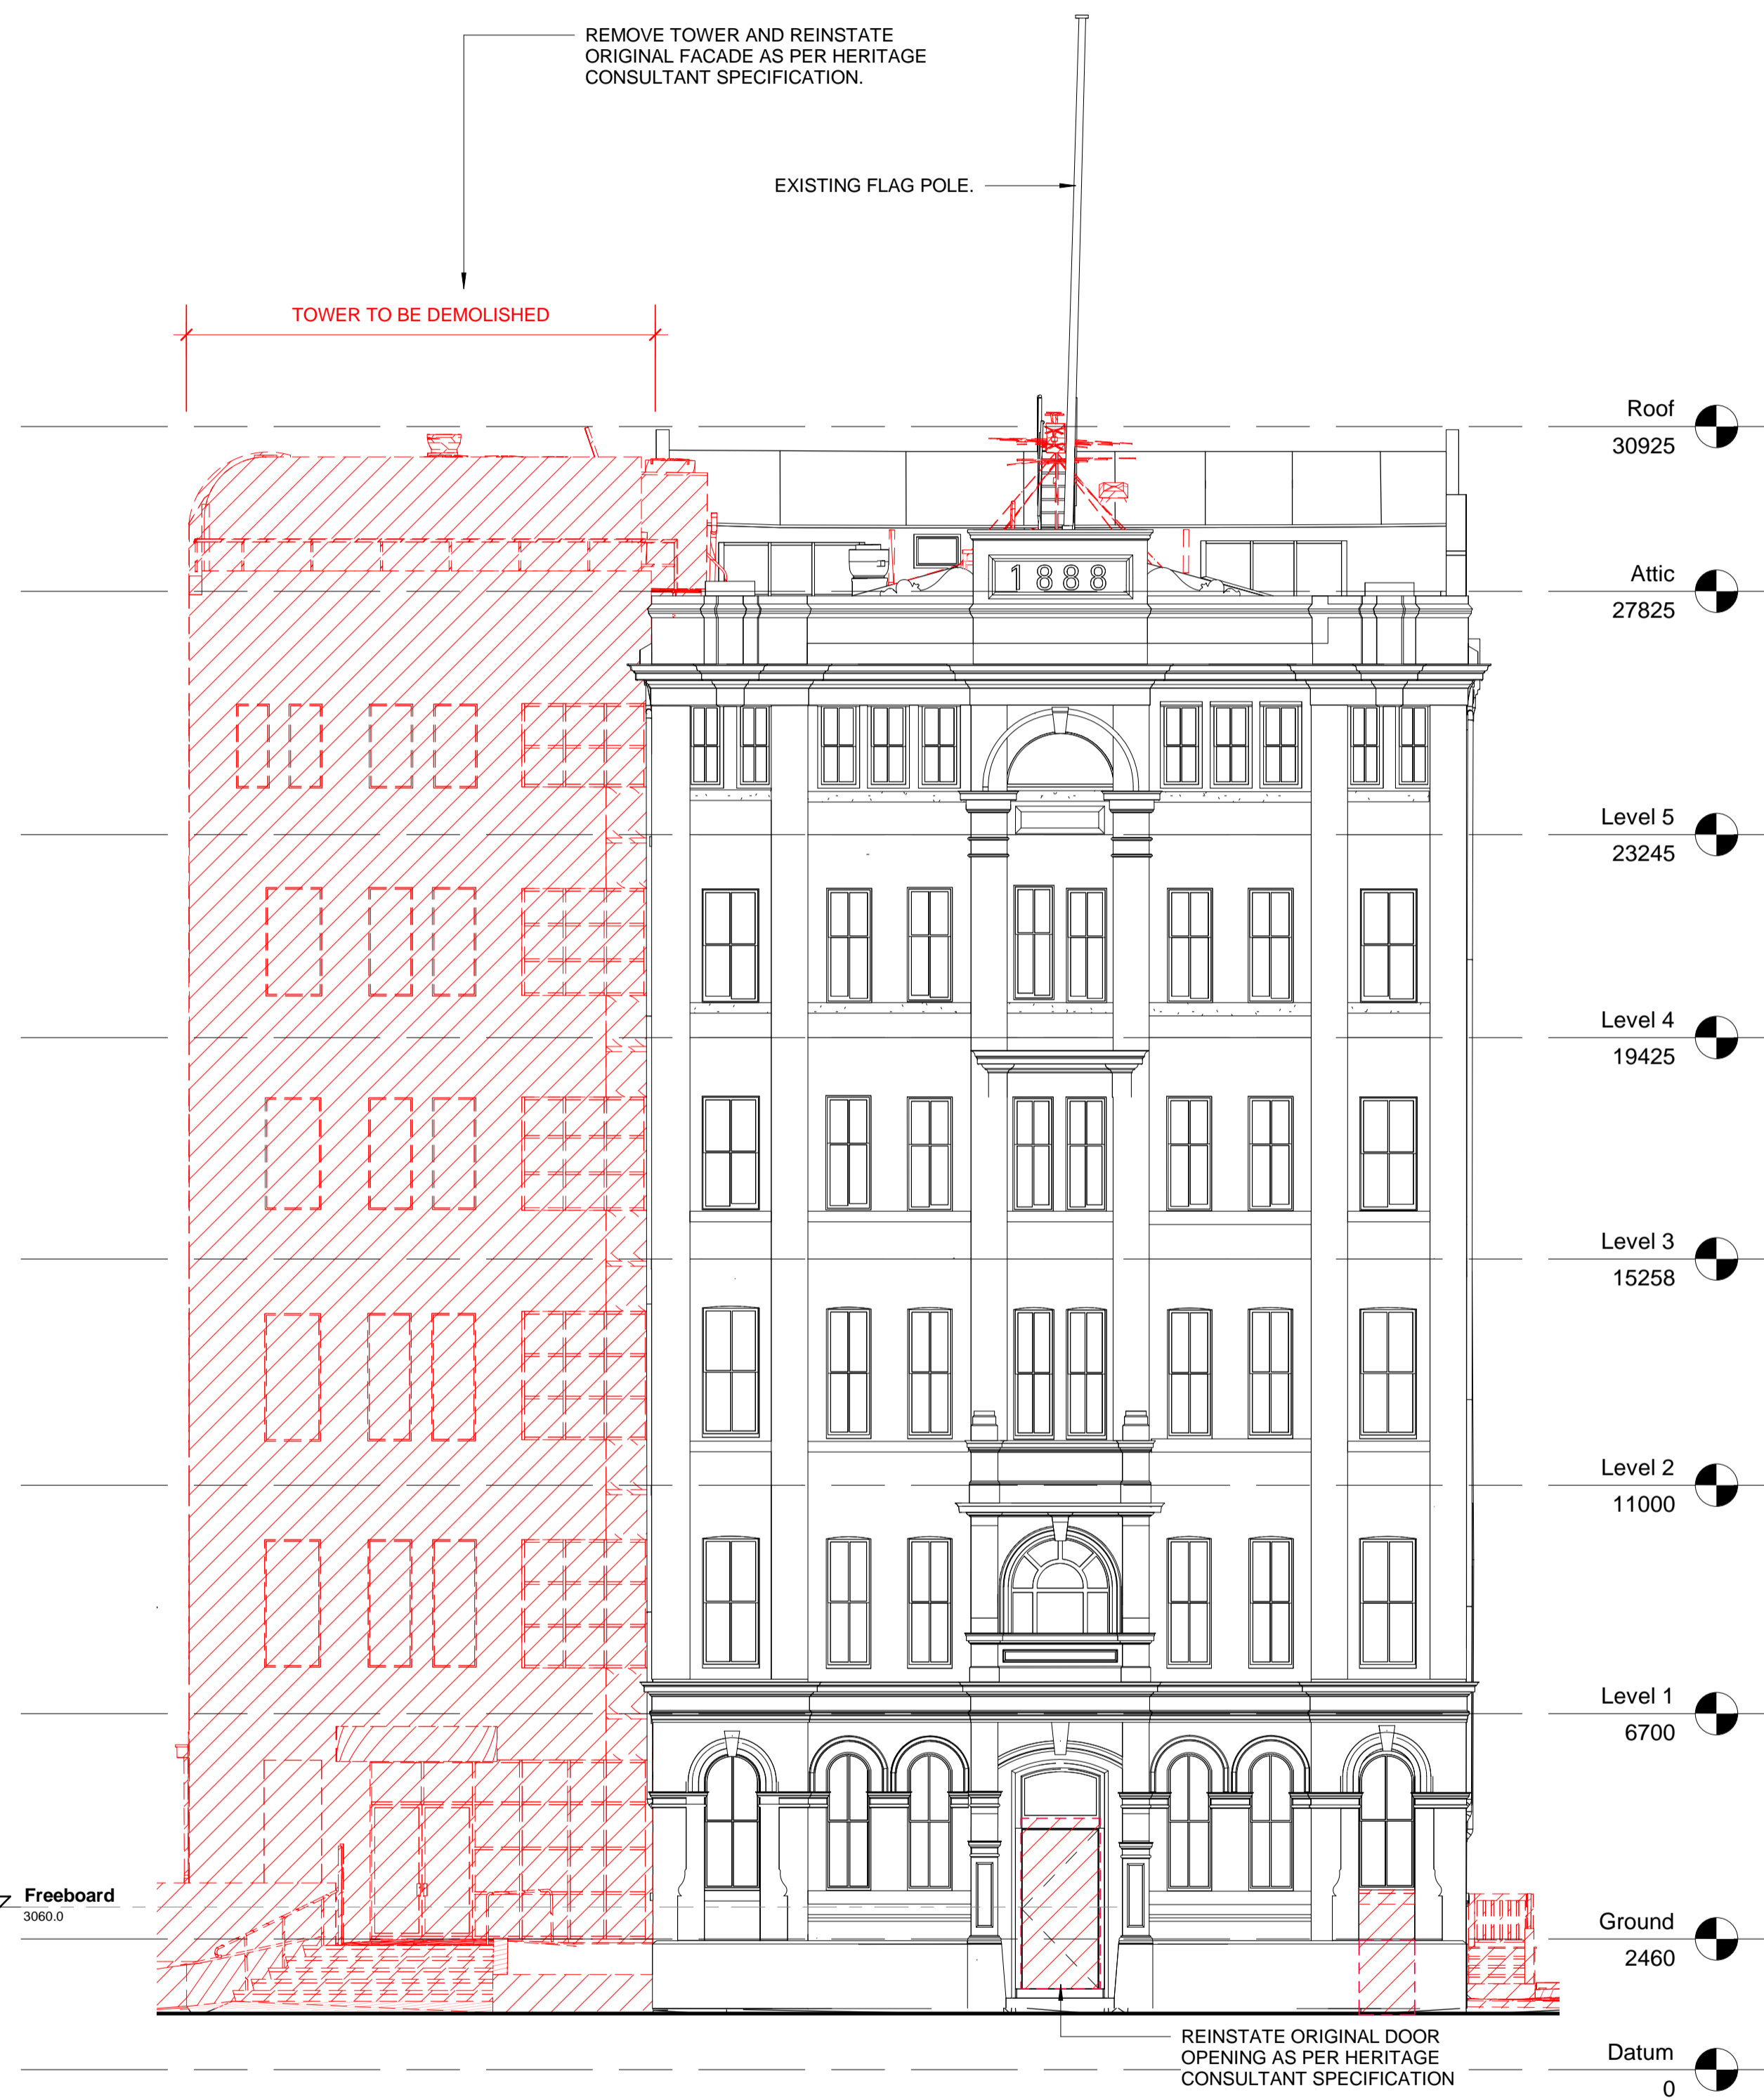 REMOVE TOWER AND REINSTATE
ORIGINAL FACADE AS PER HERITAGE
CONSULTANT SPECIFICATION.
EXISTING FLAG POLE.
TOWER TO BE DEMOLISHED
Roof
30925
1888
Attic
27825
Level 5
23245
Level 4
19425
Level 3
15258
Level 2
11000
Level 1
6700
Freeboard
3060.0
Ground
2460
REINSTATE ORIGINAL DOOR
OPENING AS PER HERITAGE
CONSULTANT SPECIFICATION
Datum
0